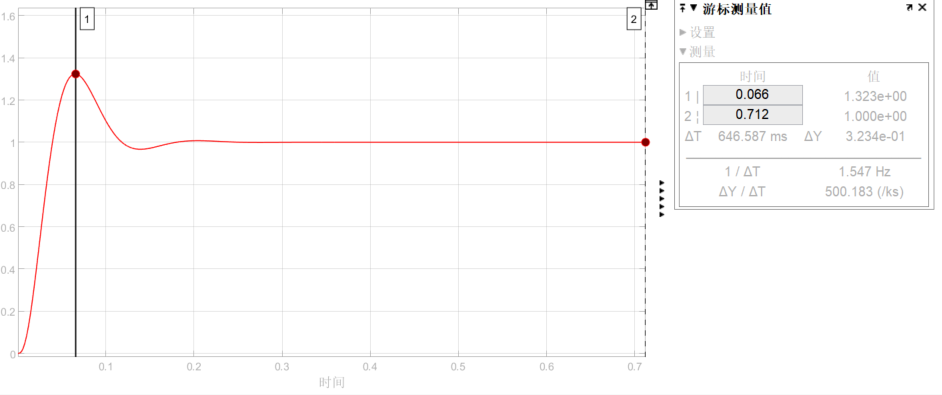 1.6
1.4
1.2
1
0.8
0.6
0.4
0.2
0
0.1
0.2
0.3
0.4
0.5
0.6
0.7
时间
1
2
游标测量值
设置
测量
时间 值
1 | 0.066 1.323e+00
2 ¦ 0.712 1.000e+00
ΔT 646.587 ms ΔY 3.234e-01
1 / ΔT 1.547 Hz
ΔY / ΔT 500.183 (/ks)